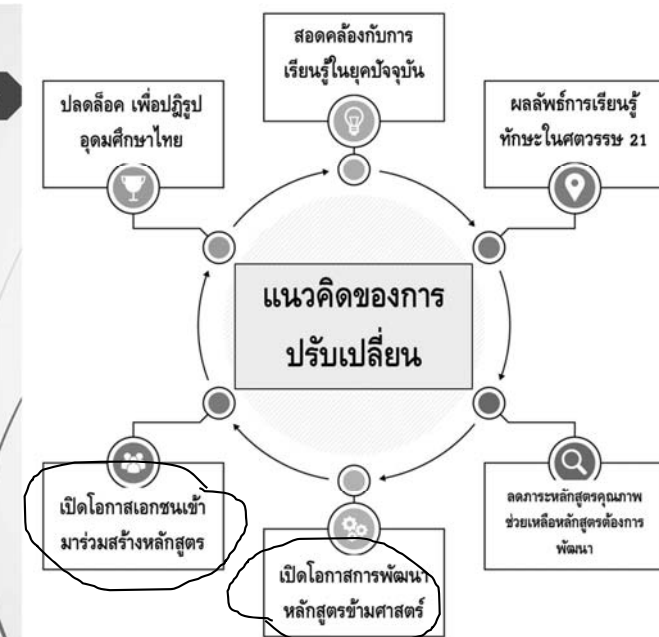 สอดคล้องกับการ
เรียนรู้ในยุคปัจจุบัน
ปลดล็อค เพื่อปฏิรูป
อุดมศึกษาไทย
ผลลัพธ์การเรียนรู้
ทักษะในศตวรรษ 21
แนวคิดของการ
ปรับเปลี่ยน
เปิดโอกาสเอกชนเข้า
มาร่วมสร้างหลักสูตร
เปิดโอกาสการพัฒนา
หลักสูตรข้ามศาสตร์
ลดภาระหลักสูตรคุณภาพ
ช่วยเหลือหลักสูตรต้องการ
พัฒนา